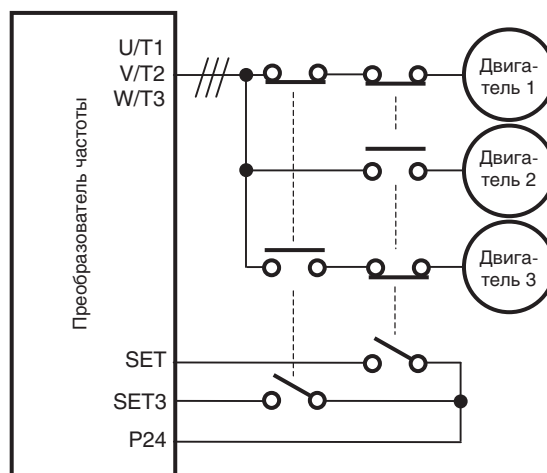 U/T1
V/T2
W/T3
Преобразователь частоты
SET
SET3
P24
Двига-
тель 1
Двига-
тель 2
Двига-
тель 3